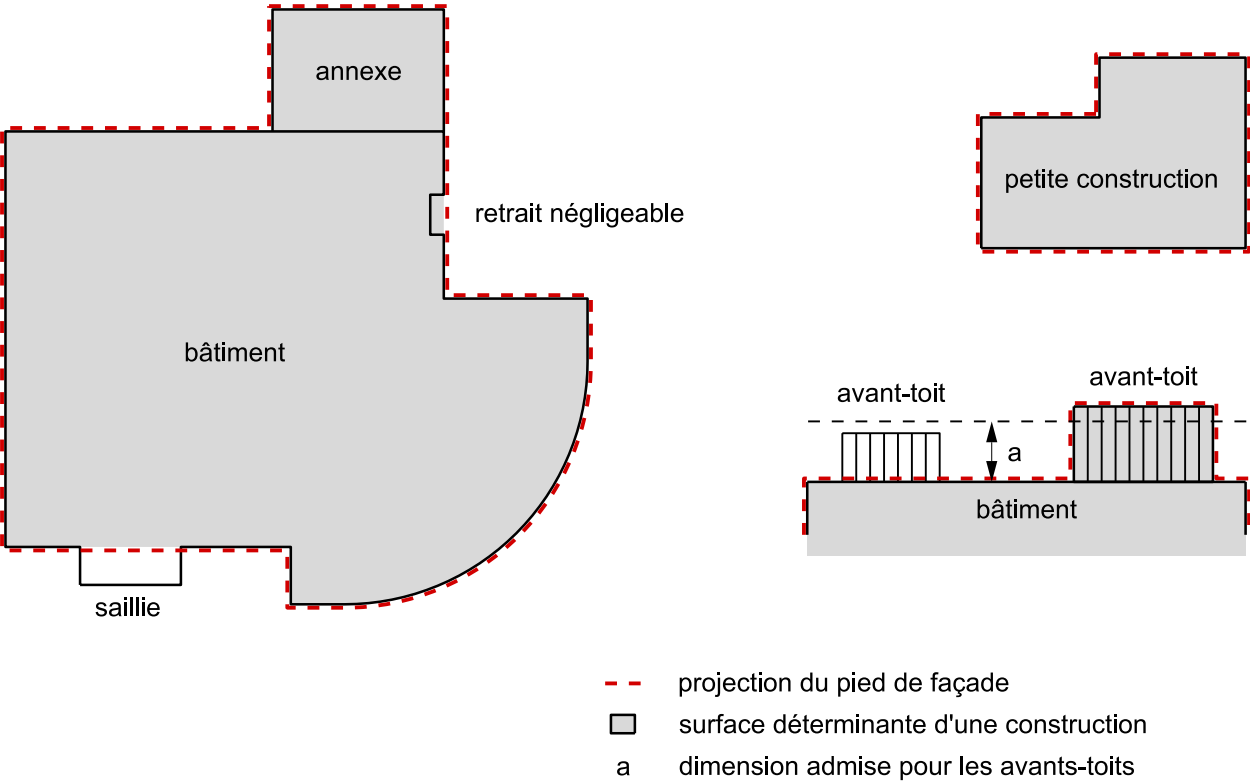 annexe
petite construction
retrait négligeable
bâtiment
avant-toit
avant-toit
a
bâtiment
saillie
projection du pied de façade
surface déterminante d'une construction
a dimension admise pour les avants-toits